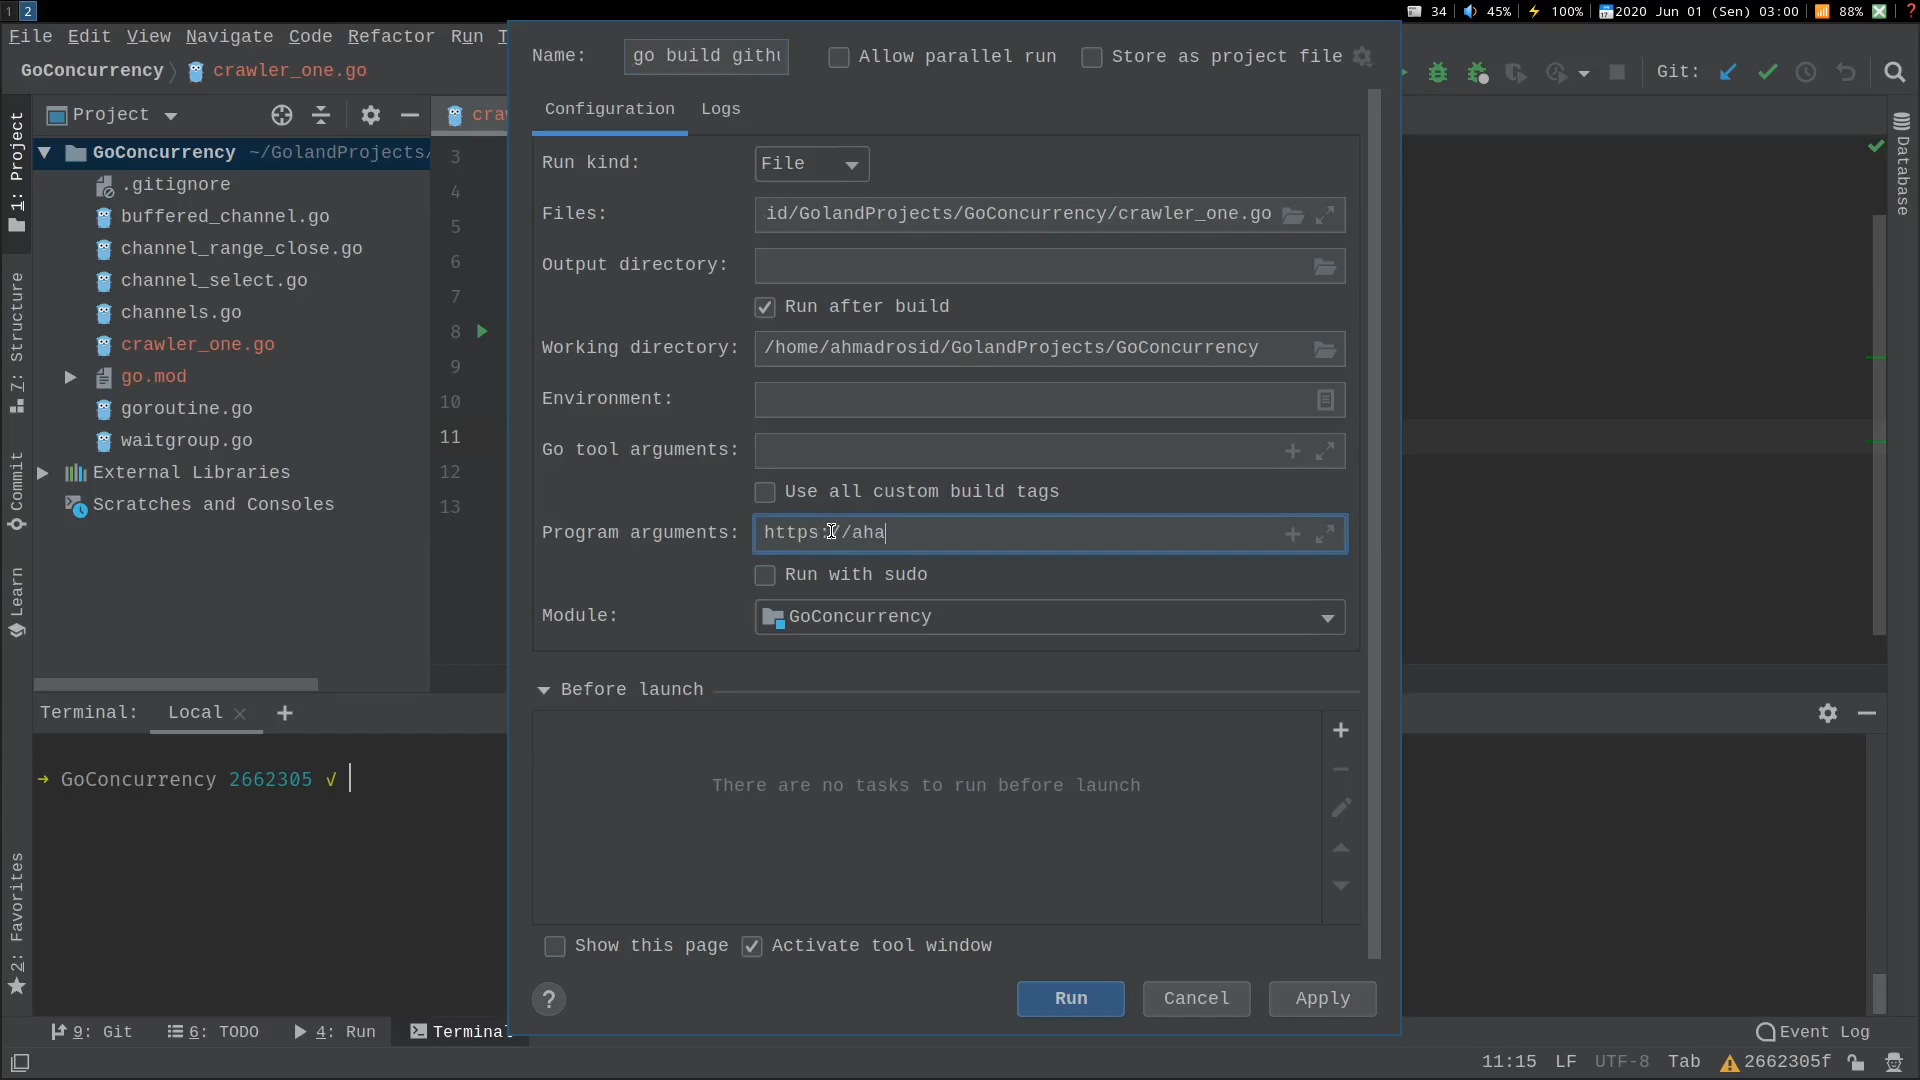 1 2 34 45% 100% 2020 Jun 01 (Sen) 03:00 88% ?
File Edit View Navigate Code Refactor Run T
GoConcurrency crawler_one.go
Git:
1: Project
7: Structure
Commit
Learn
2: Favorites
Project
GoConcurrency ~/GolandProjects/
.gitignore
buffered_channel.go
channel_range_close.go
channel_select.go
channels.go
crawler_one.go
go.mod
goroutine.go
waitgroup.go
External Libraries
Scratches and Consoles
craw
3
4
5
6
7
8
9
10
11
12
13
Name: go build githu Allow parallel run Store as project file
Configuration Logs
Run kind: File
Files: id/GolandProjects/GoConcurrency/crawler_one.go
Output directory:
Run after build
Working directory: /home/ahmadrosid/GolandProjects/GoConcurrency
Environment:
Go tool arguments:
Use all custom build tags
Program arguments: https://aha
Run with sudo
Module: GoConcurrency
Before launch
There are no tasks to run before launch
Show this page Activate tool window
? Run Cancel Apply
Database
Terminal: Local
→ GoConcurrency 2662305 √
9: Git 6: TODO 4: Run Terminal Event Log
11:15 LF UTF-8 Tab 2662305f